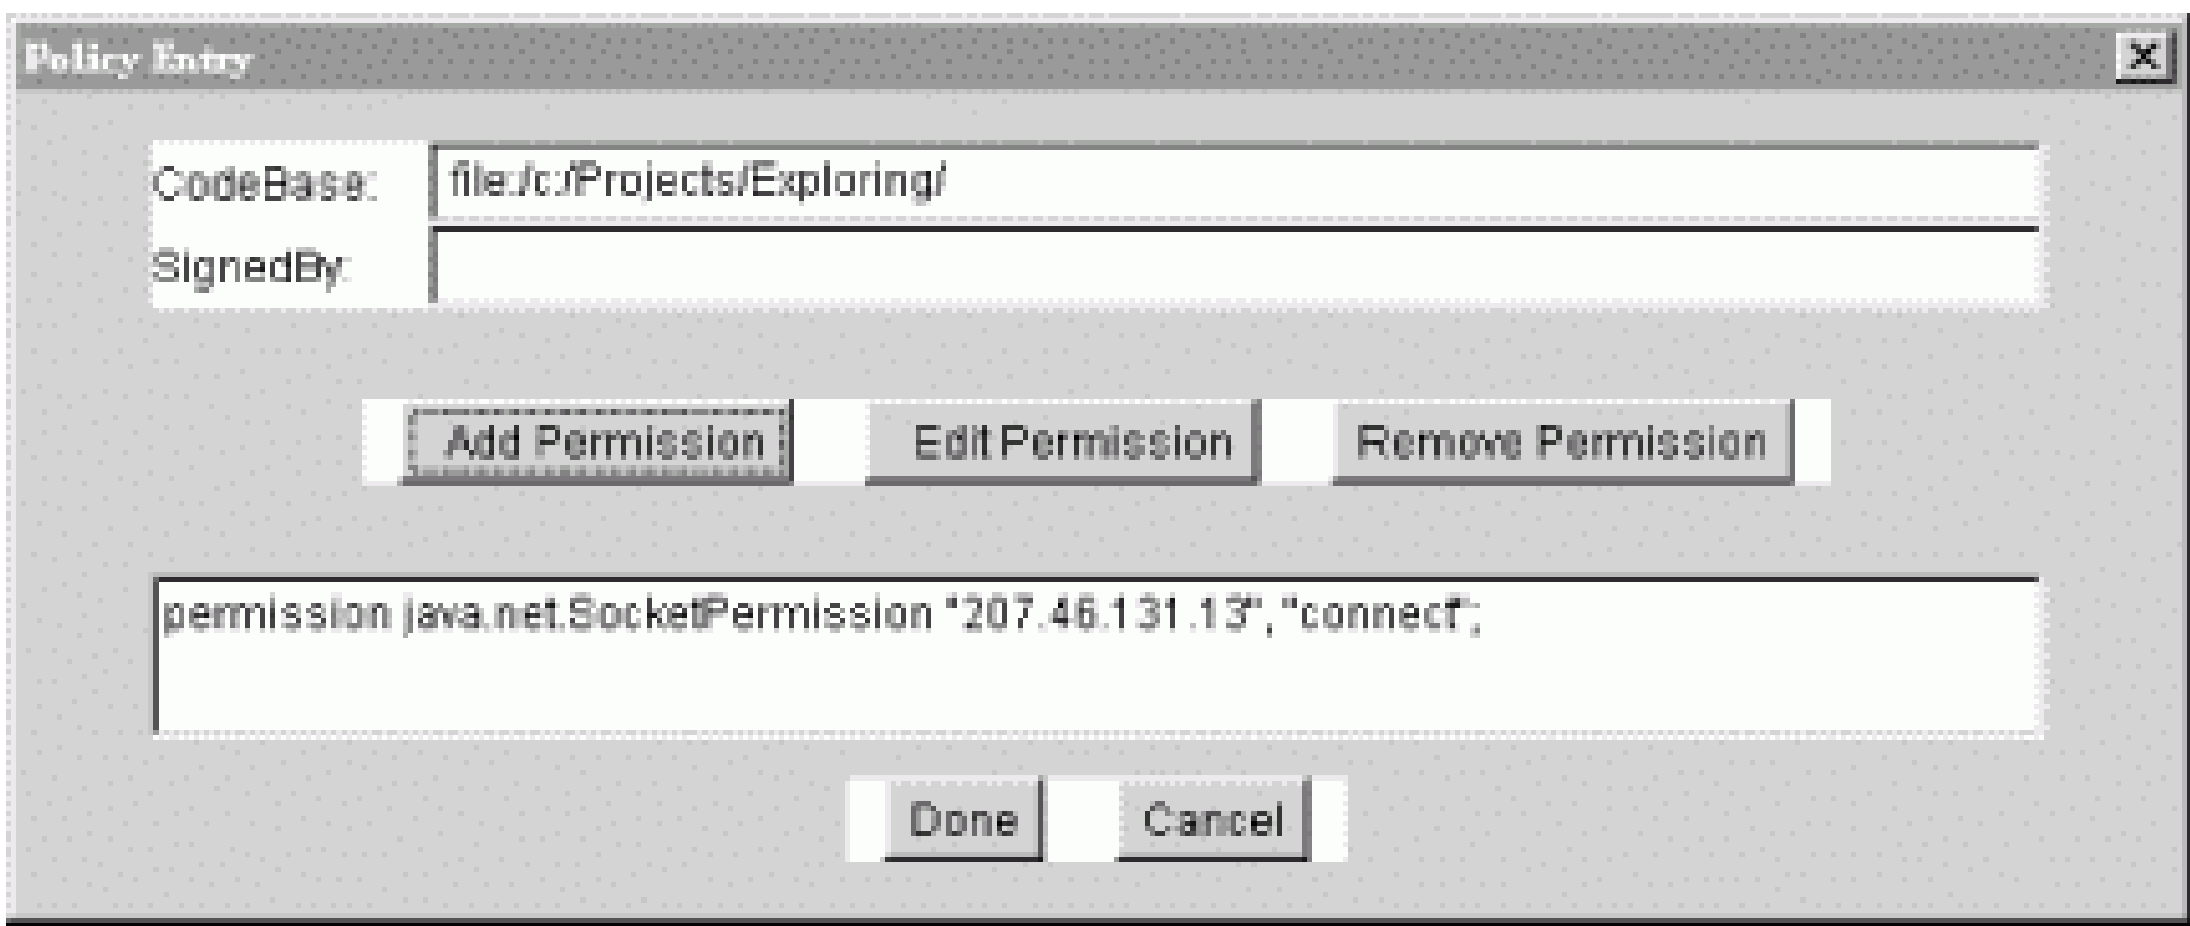 Policy Entry
CodeBase: file:/c:/Projects/Exploring/
SignedBy:
Add Permission Edit Permission Remove Permission
permission java.net.SocketPermission "207.46.131.13", "connect";
Done Cancel